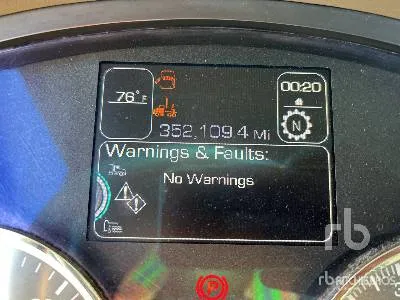 76°F
00:20
N
352,109.4 Mi
Warnings & Faults:
No Warnings
rb